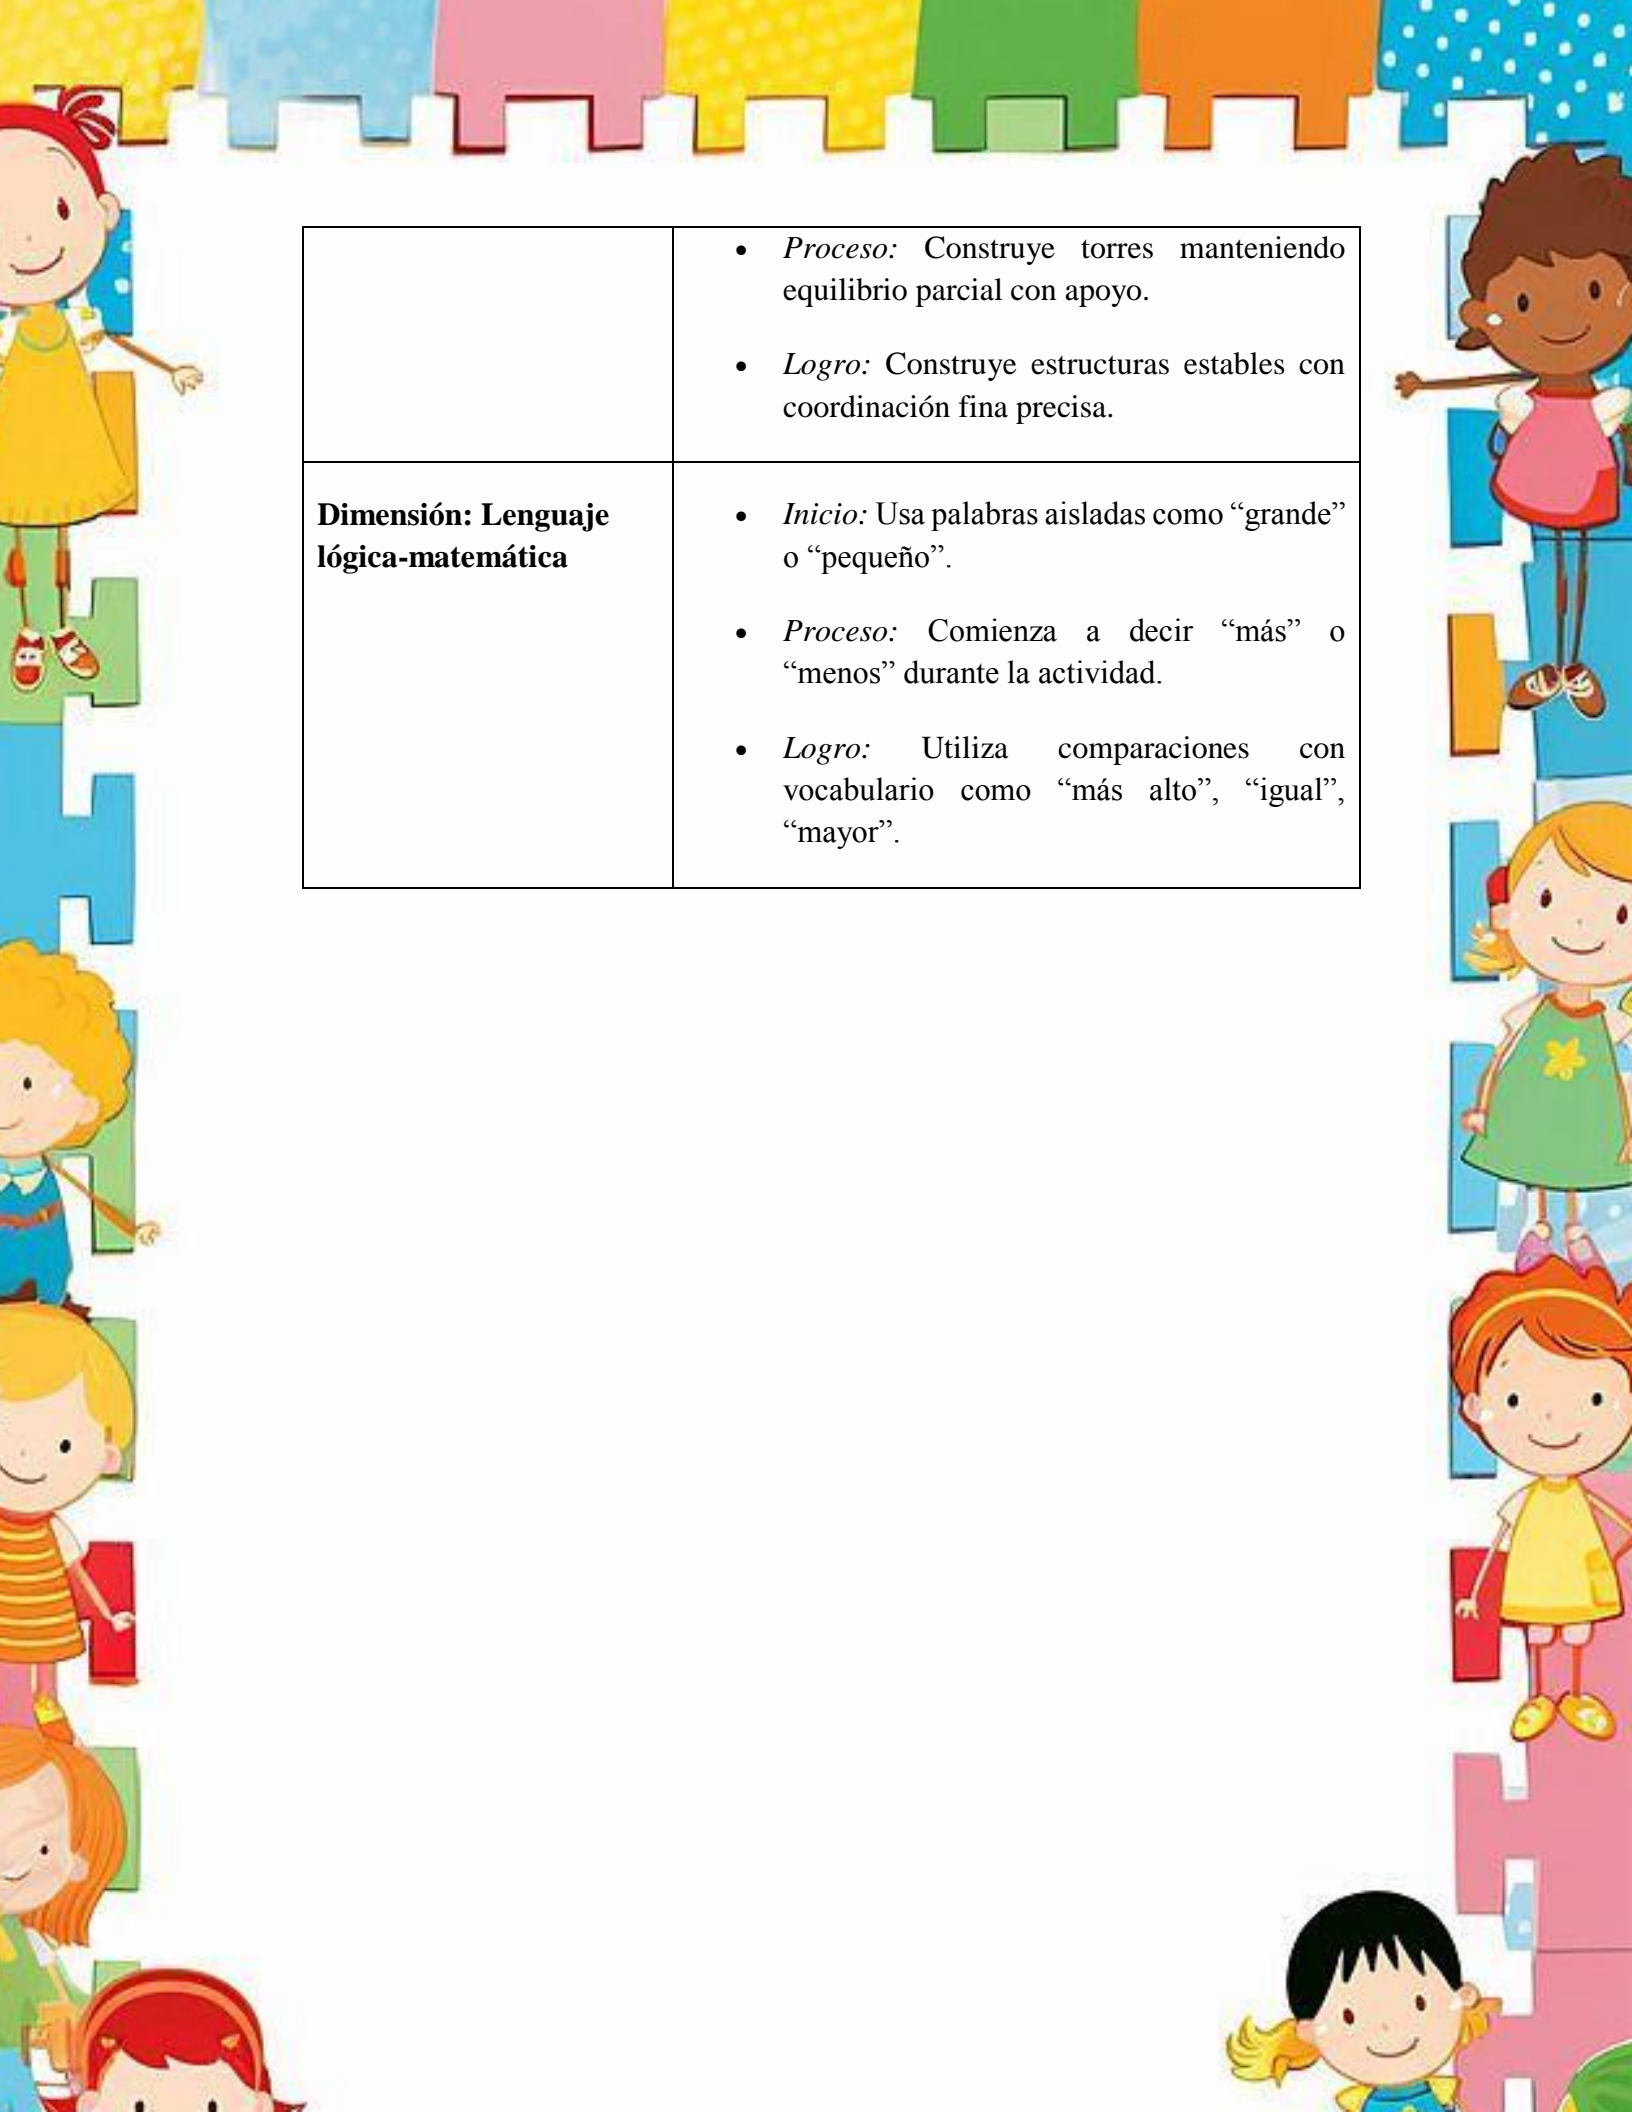 • Proceso: Construye torres manteniendo
equilibrio parcial con apoyo.
• Logro: Construye estructuras estables con
coordinación fina precisa.
Dimensión: Lenguaje
lógica-matemática
• Inicio: Usa palabras aisladas como “grande”
o “pequeño”.
• Proceso: Comienza a decir “más” o
“menos” durante la actividad.
• Logro: Utiliza comparaciones con
vocabulario como “más alto”, “igual”,
“mayor”.